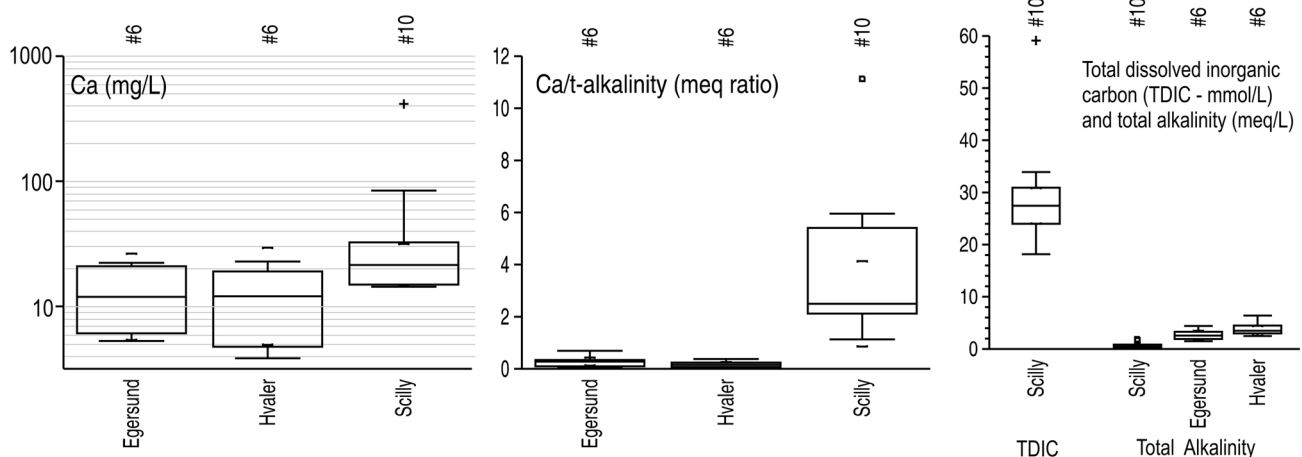 #6 #6 #10
1000
Ca (mg/L)
100
10
Egersund Hvaler Scilly
#6 #6 #10
12
Ca/t-alkalinity (meq ratio)
10
8
6
4
2
0
Egersund Hvaler Scilly
#10 #10 #6 #6
60
Total dissolved inorganic
carbon (TDIC - mmol/L)
and total alkalinity (meq/L)
50
40
30
20
10
0
Scilly Scilly Egersund Hvaler
TDIC Total Alkalinity